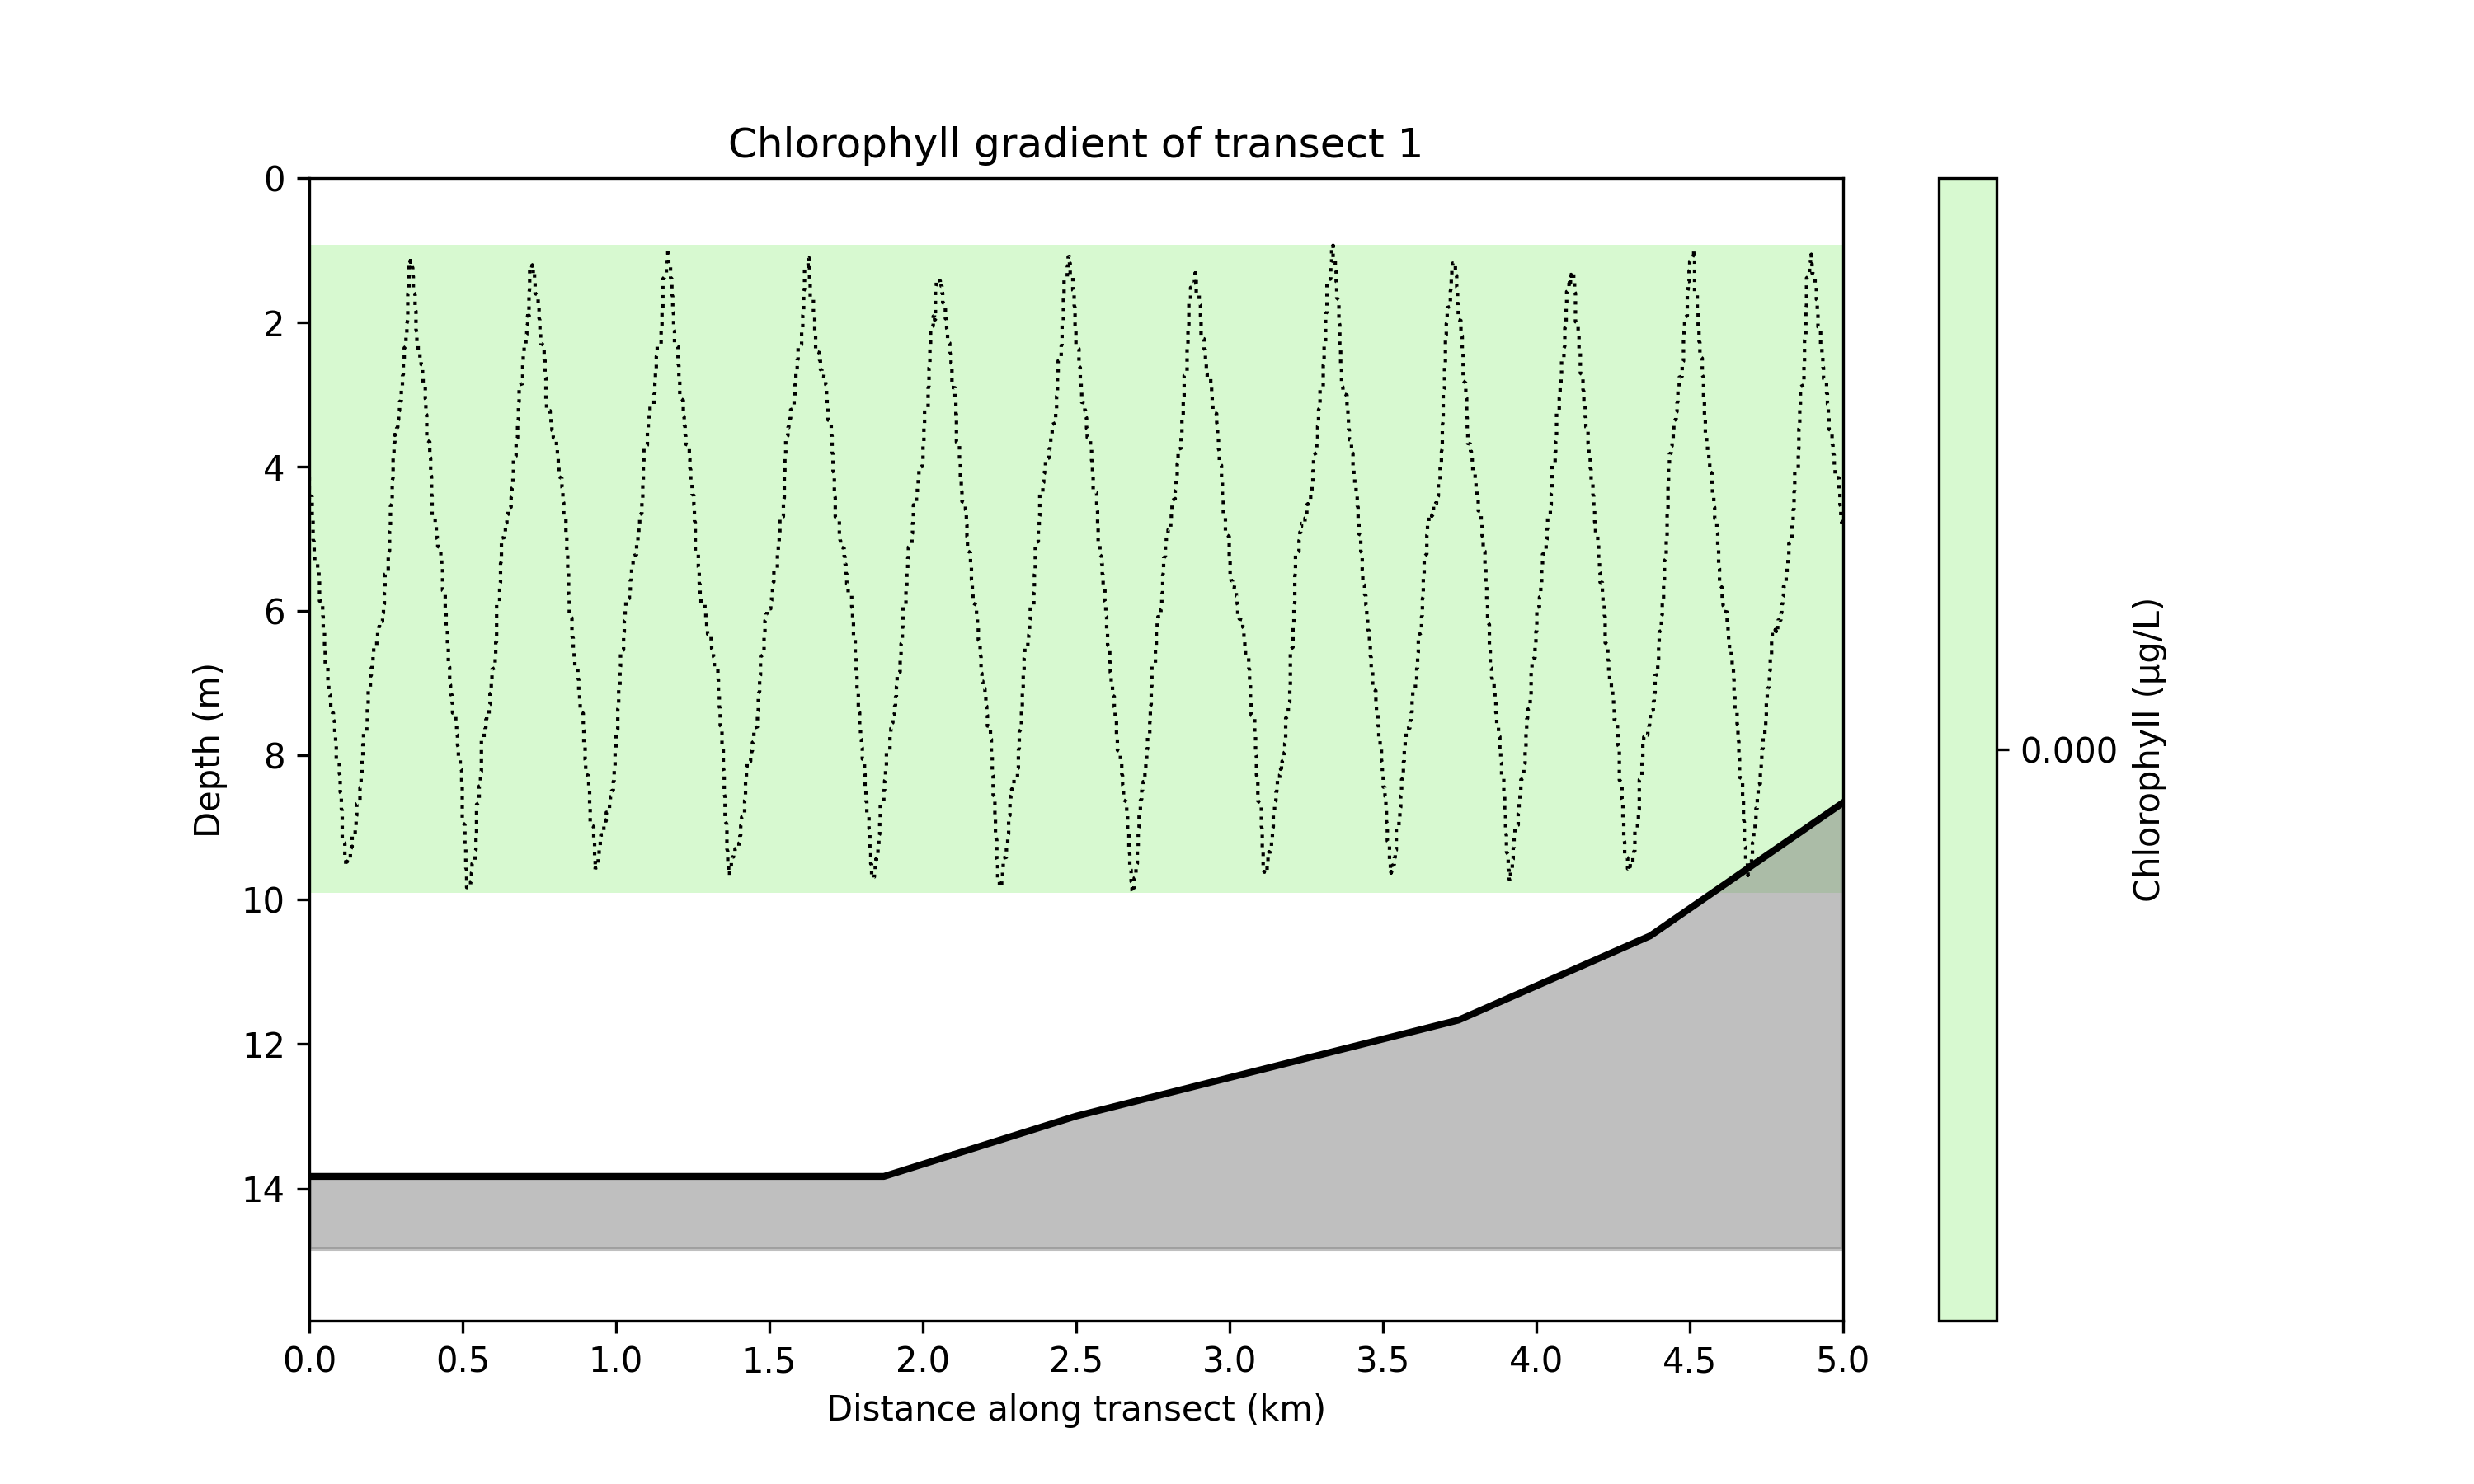 Chlorophyll gradient of transect 1
0
2
4
6
8
10
12
14
Depth (m)
0.0 0.5 1.0 1.5 2.0 2.5 3.0 3.5 4.0 4.5 5.0
Distance along transect (km)
0.000
Chlorophyll (µg/L)